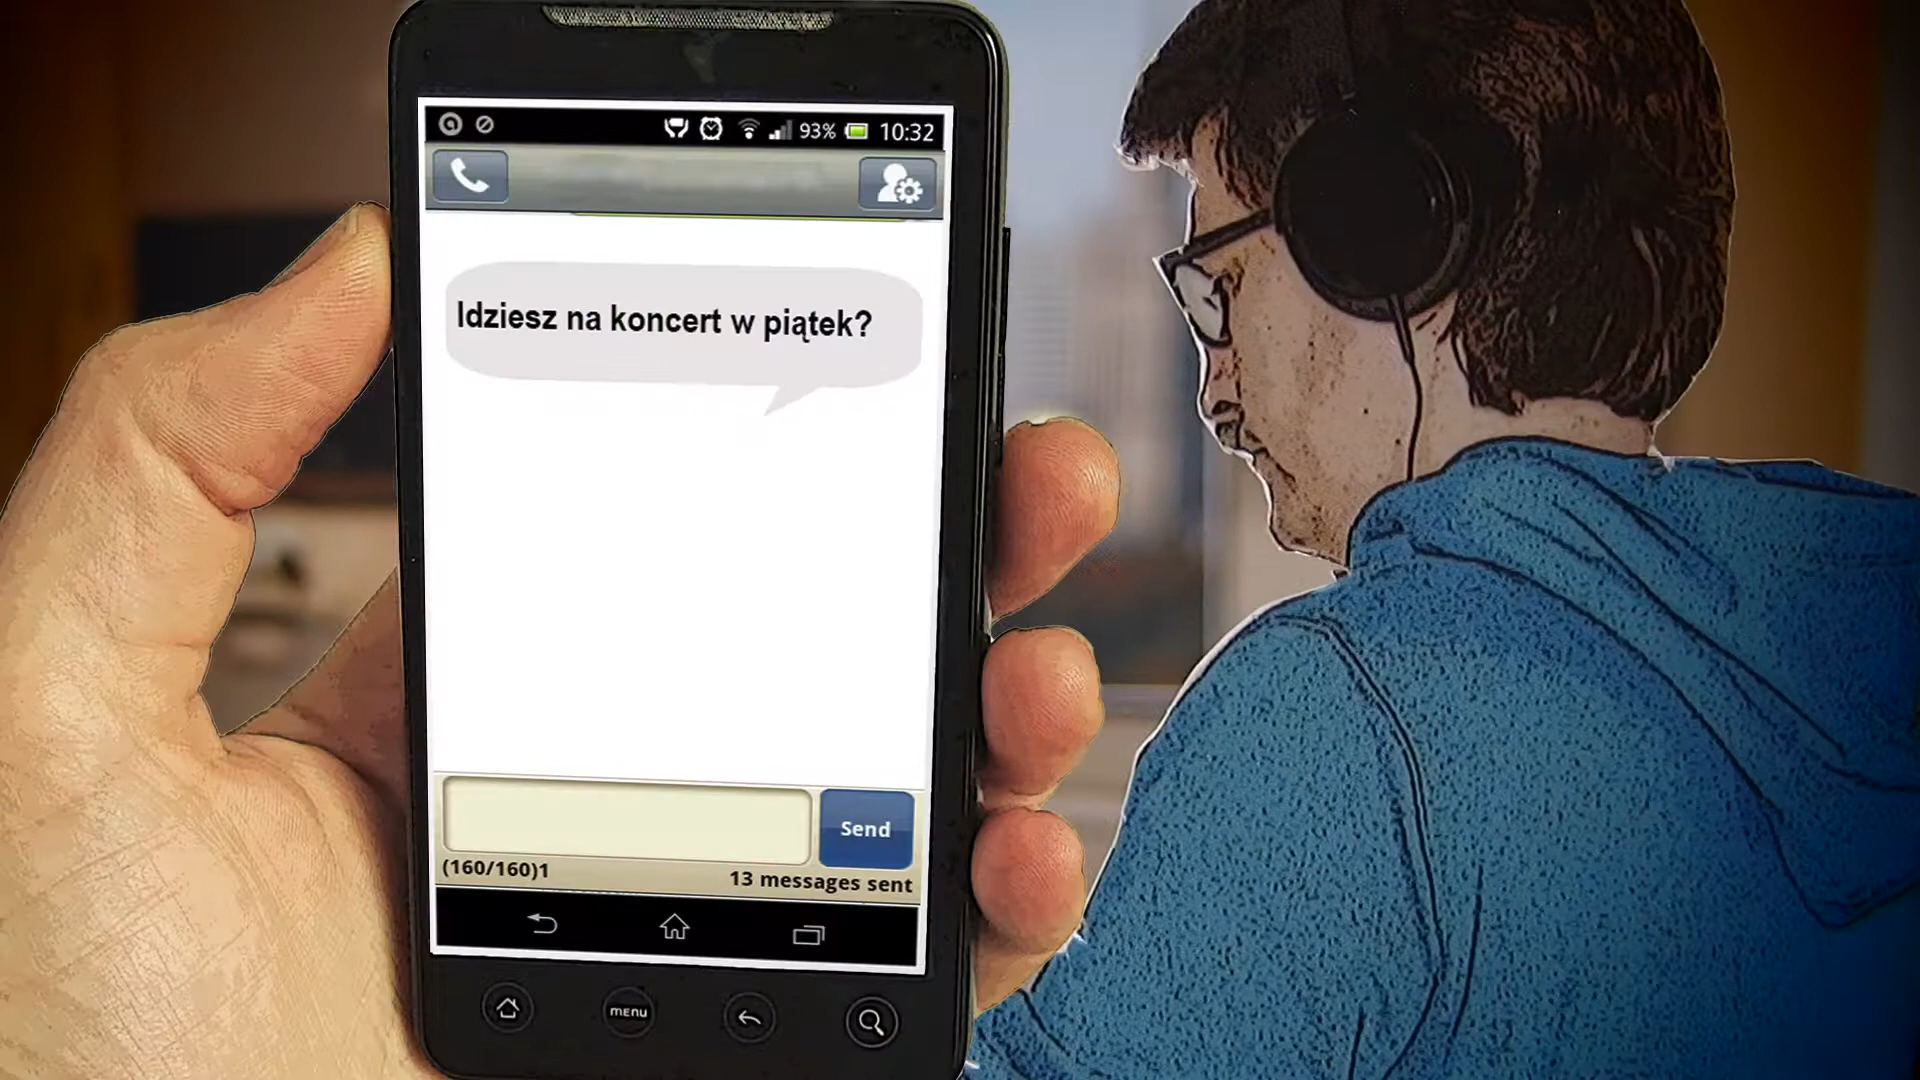 93% 10:32
Idziesz na koncert w piątek?
Send
(160/160)1
13 messages sent
MENU